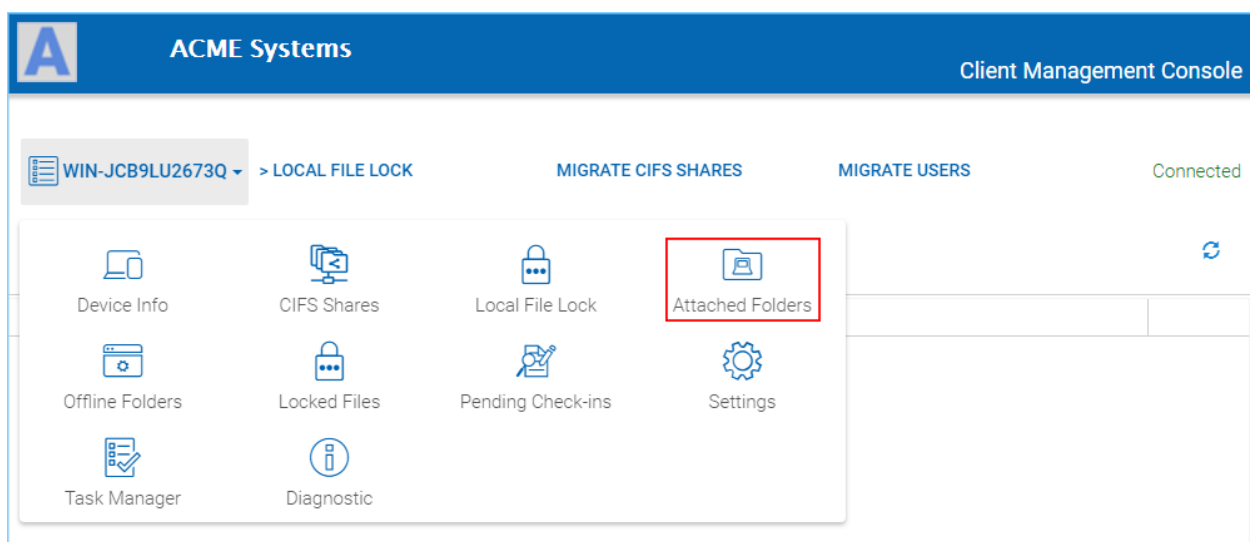 A
ACME Systems
Client Management Console
WIN-JCB9LU2673Q > LOCAL FILE LOCK MIGRATE CIFS SHARES MIGRATE USERS Connected
Device Info CIFS Shares Local File Lock Attached Folders
Offline Folders Locked Files Pending Check-ins Settings
Task Manager Diagnostic